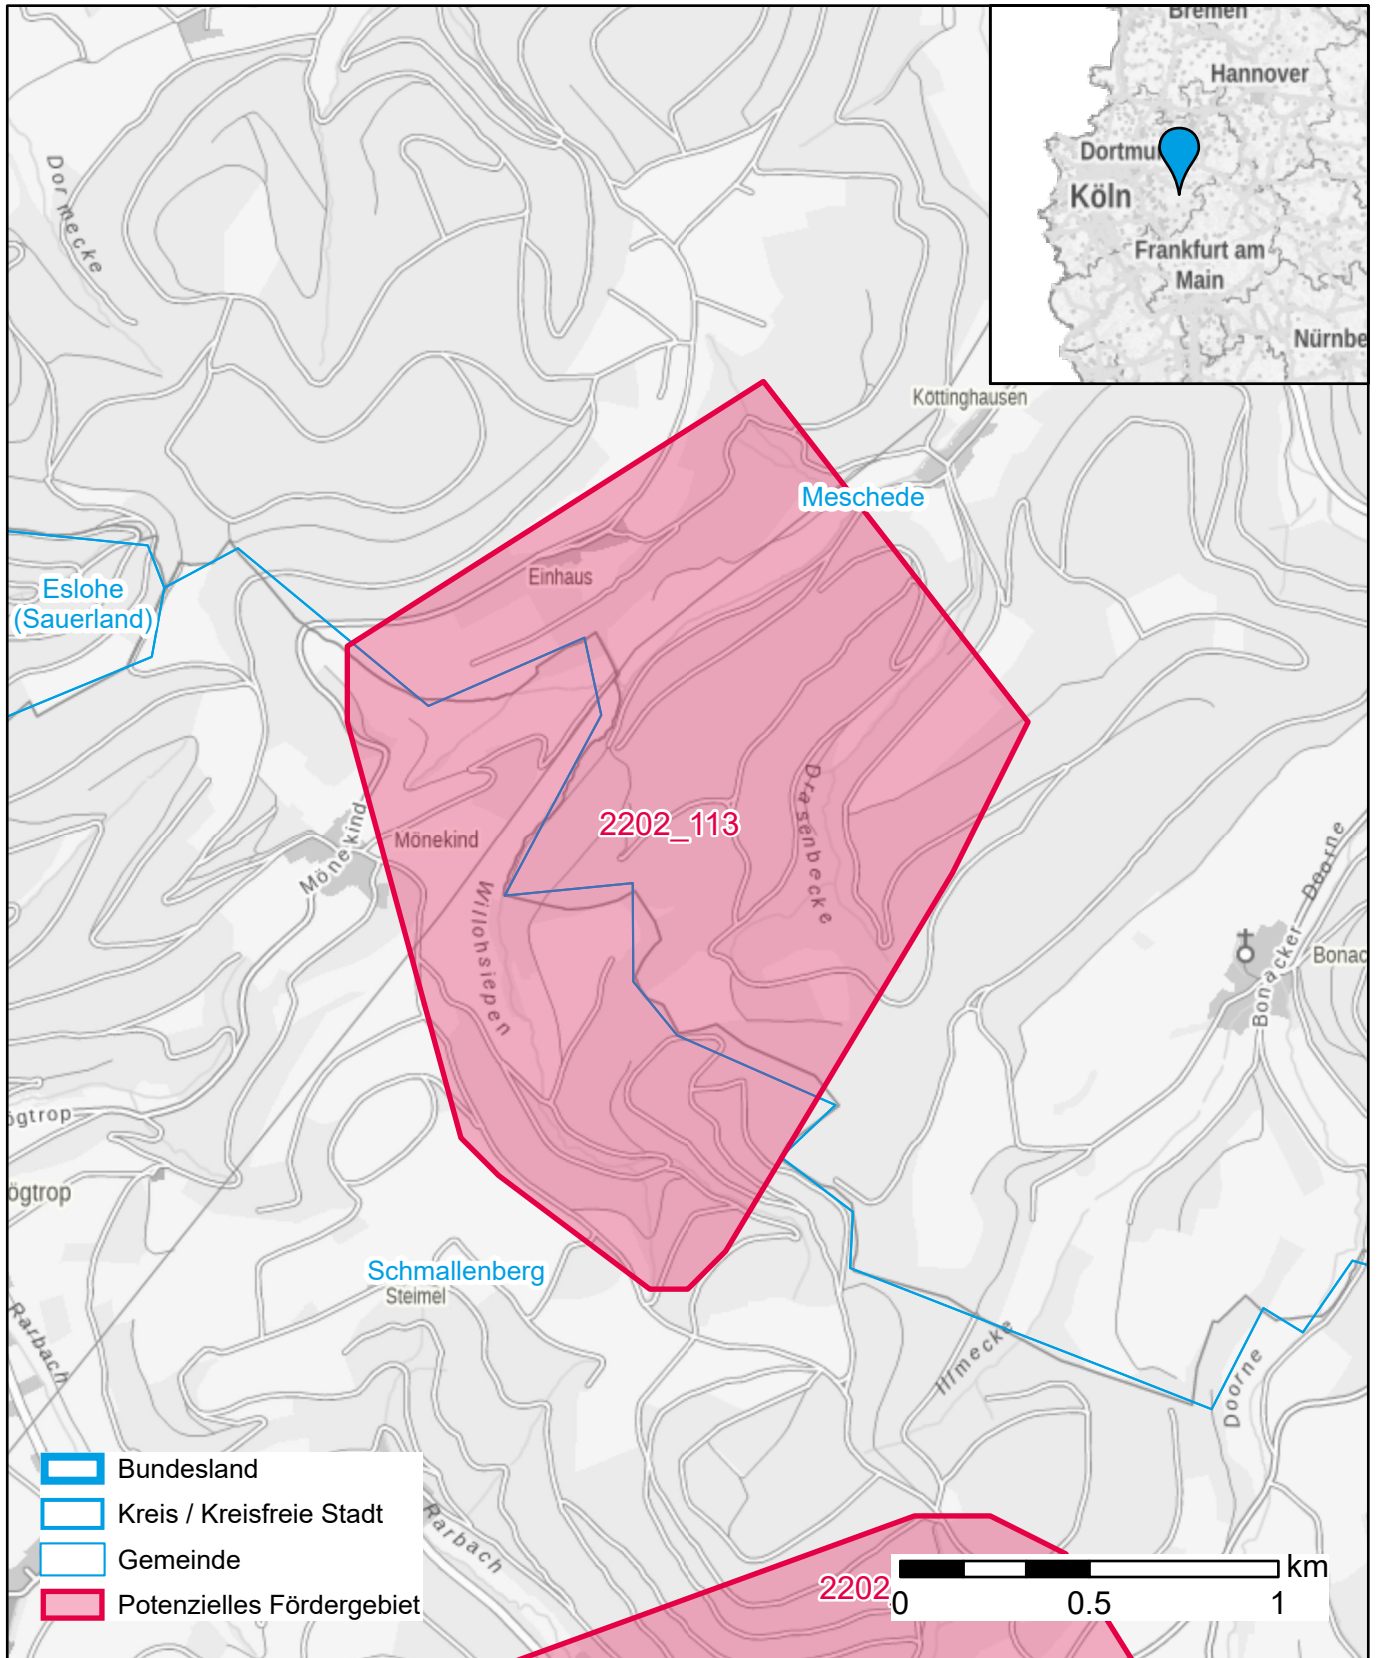 Bremen
Hannover
Dortmu
Köln
Frankfurt am
Main
Nürnbe
Dormecke
Köttinghausen
Meschede
Einhaus
Eslohe
(Sauerland)
2202_113
Drasenbecke
Mönekind
Mönekind
Willohsiepen
Bonacker
Doorne
Bonac
ögtrop
ögtrop
Schmallenberg
Steimel
Rarbach
Ilmecke
Doorne
Rarbach
Bundesland
Kreis / Kreisfreie Stadt
Gemeinde
Potenzielles Fördergebiet
2202_
km
0
0.5
1